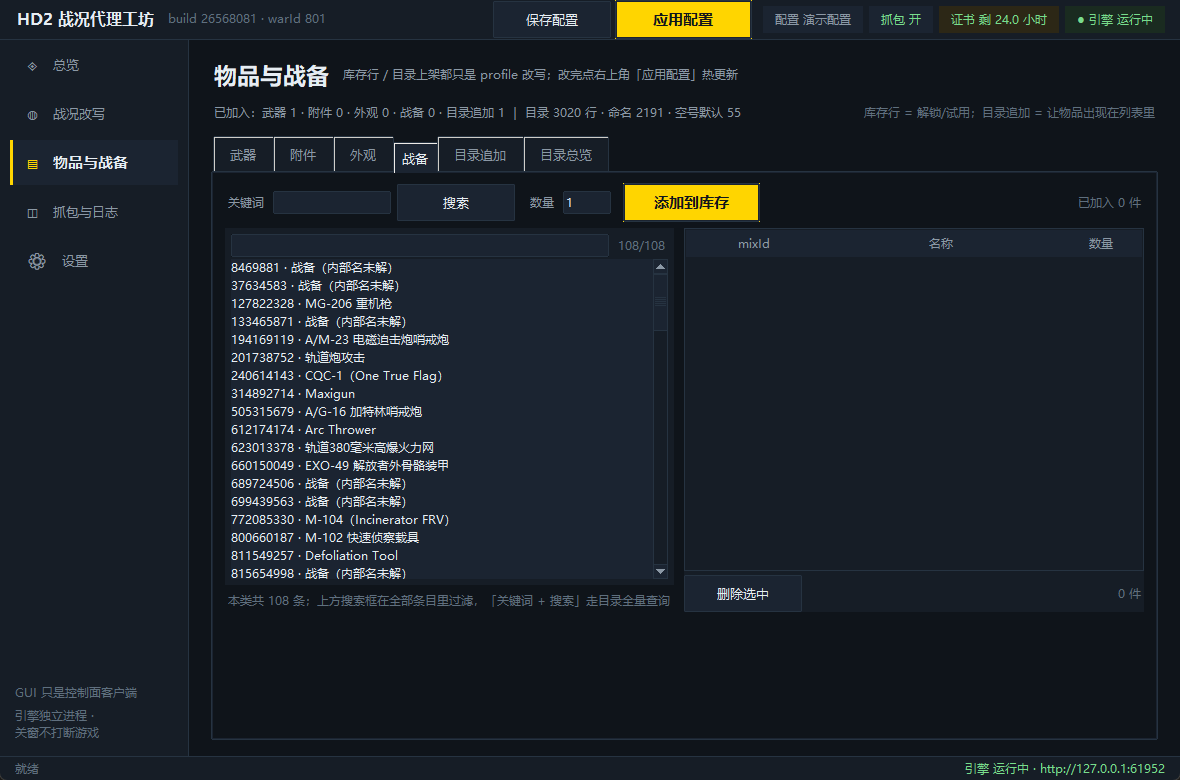 HD2 战况代理工坊 build 26568081 · warId 801 保存配置 应用配置 配置 演示配置 抓包 开 证书 剩 24.0 小时 ● 引擎 运行中
总览
战况改写
物品与战备
抓包与日志
设置
GUI 只是控制面客户端
引擎独立进程 ·
关窗不打断游戏
物品与战备 库存行 / 目录上架都只是 profile 改写；改完点右上角「应用配置」热更新
已加入：武器 1 · 附件 0 · 外观 0 · 战备 0 · 目录追加 1 | 目录 3020 行 · 命名 2191 · 空号默认 55 库存行 = 解锁/试用；目录追加 = 让物品出现在列表里
武器 附件 外观 战备 目录追加 目录总览
关键词 搜索 数量 1 添加到库存 已加入 0 件
108/108
8469881 · 战备（内部名未解）
37634583 · 战备（内部名未解）
127822328 · MG-206 重机枪
133465871 · 战备（内部名未解）
194169119 · A/M-23 电磁迫击炮哨戒炮
201738752 · 轨道炮攻击
240614143 · CQC-1（One True Flag）
314892714 · Maxigun
505315679 · A/G-16 加特林哨戒炮
612174174 · Arc Thrower
623013378 · 轨道380毫米高爆火力网
660150049 · EXO-49 解放者外骨骼装甲
689724506 · 战备（内部名未解）
699439563 · 战备（内部名未解）
772085330 · M-104（Incinerator FRV）
800660187 · M-102 快速侦察载具
811549257 · Defoliation Tool
815654998 · 战备（内部名未解）
本类共 108 条；上方搜索框在全部条目里过滤，「关键词 + 搜索」走目录全量查询
mixId 名称 数量
删除选中 0 件
就绪 引擎 运行中 · http://127.0.0.1:61952